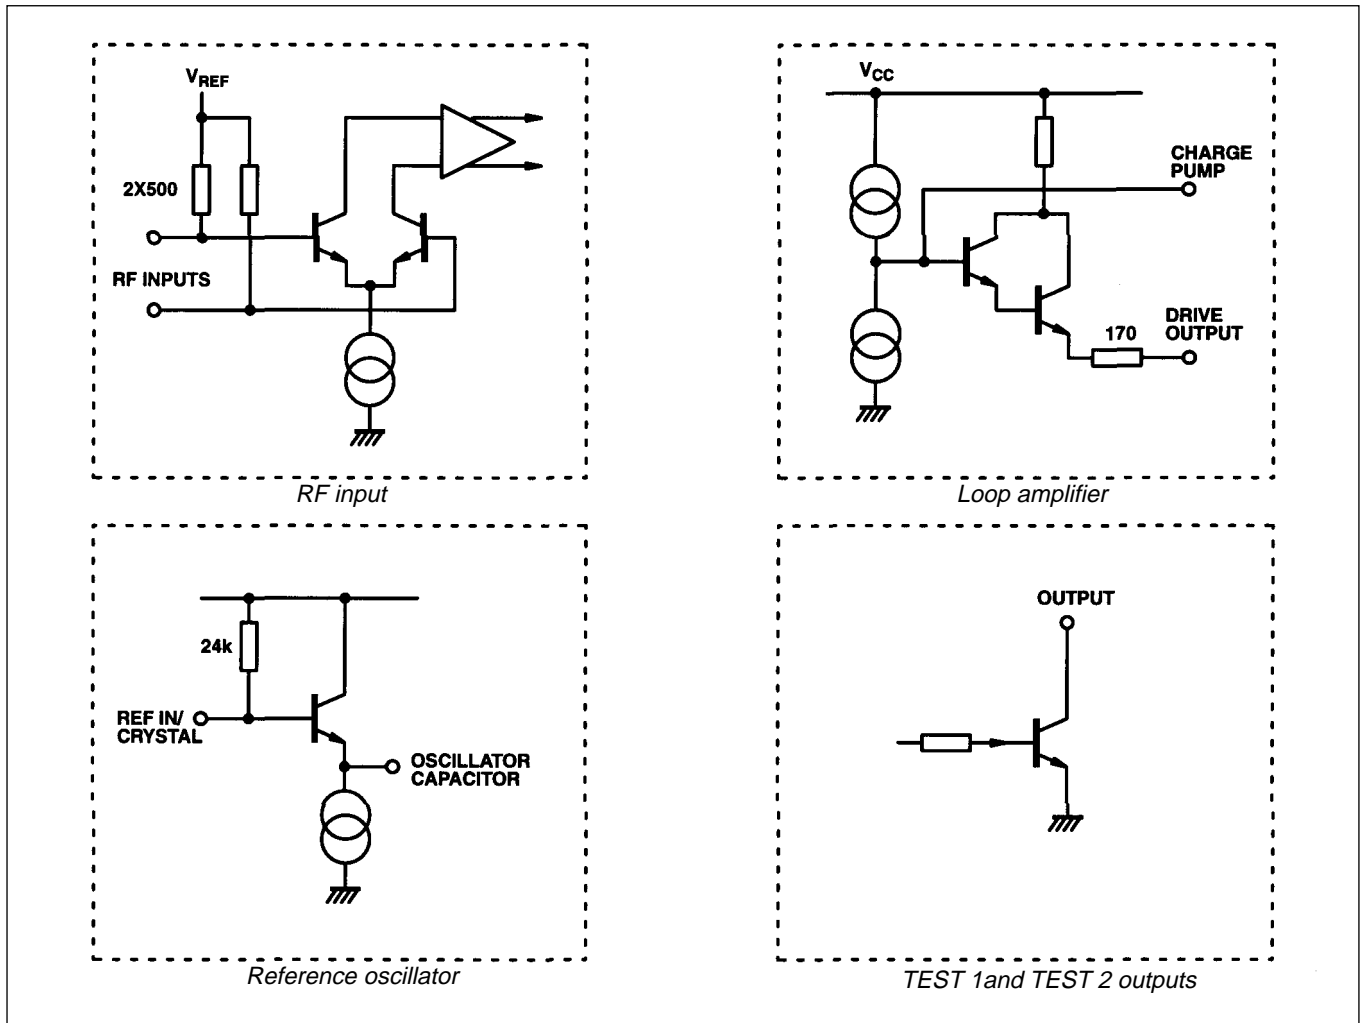 VREF
2X500
RF INPUTS
RF input
VCC
CHARGE
PUMP
DRIVE
OUTPUT
170
Loop amplifier
24k
REF IN/
CRYSTAL
OSCILLATOR
CAPACITOR
Reference oscillator
OUTPUT
TEST 1and TEST 2 outputs